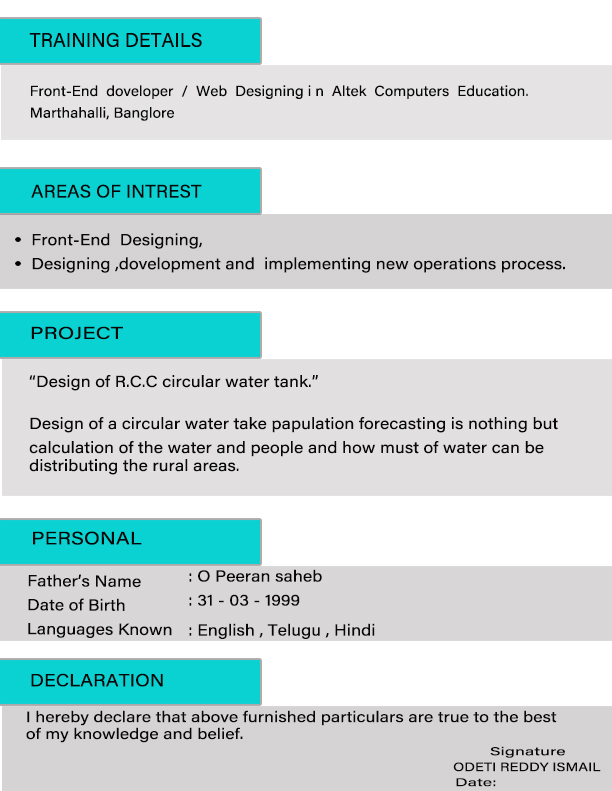 TRAINING DETAILS
Front-End doveloper / Web Designing i n Altek Computers Education.
Marthahalli, Banglore
AREAS OF INTREST
• Front-End Designing,
• Designing ,dovelopment and implementing new operations process.
PROJECT
“Design of R.C.C circular water tank.”
Design of a circular water take papulation forecasting is nothing but
calculation of the water and people and how must of water can be
distributing the rural areas.
PERSONAL
Father's Name : O Peeran saheb
Date of Birth : 31 - 03 - 1999
Languages Known : English , Telugu , Hindi
DECLARATION
I hereby declare that above furnished particulars are true to the best
of my knowledge and belief.
Signature
ODETI REDDY ISMAIL
Date: